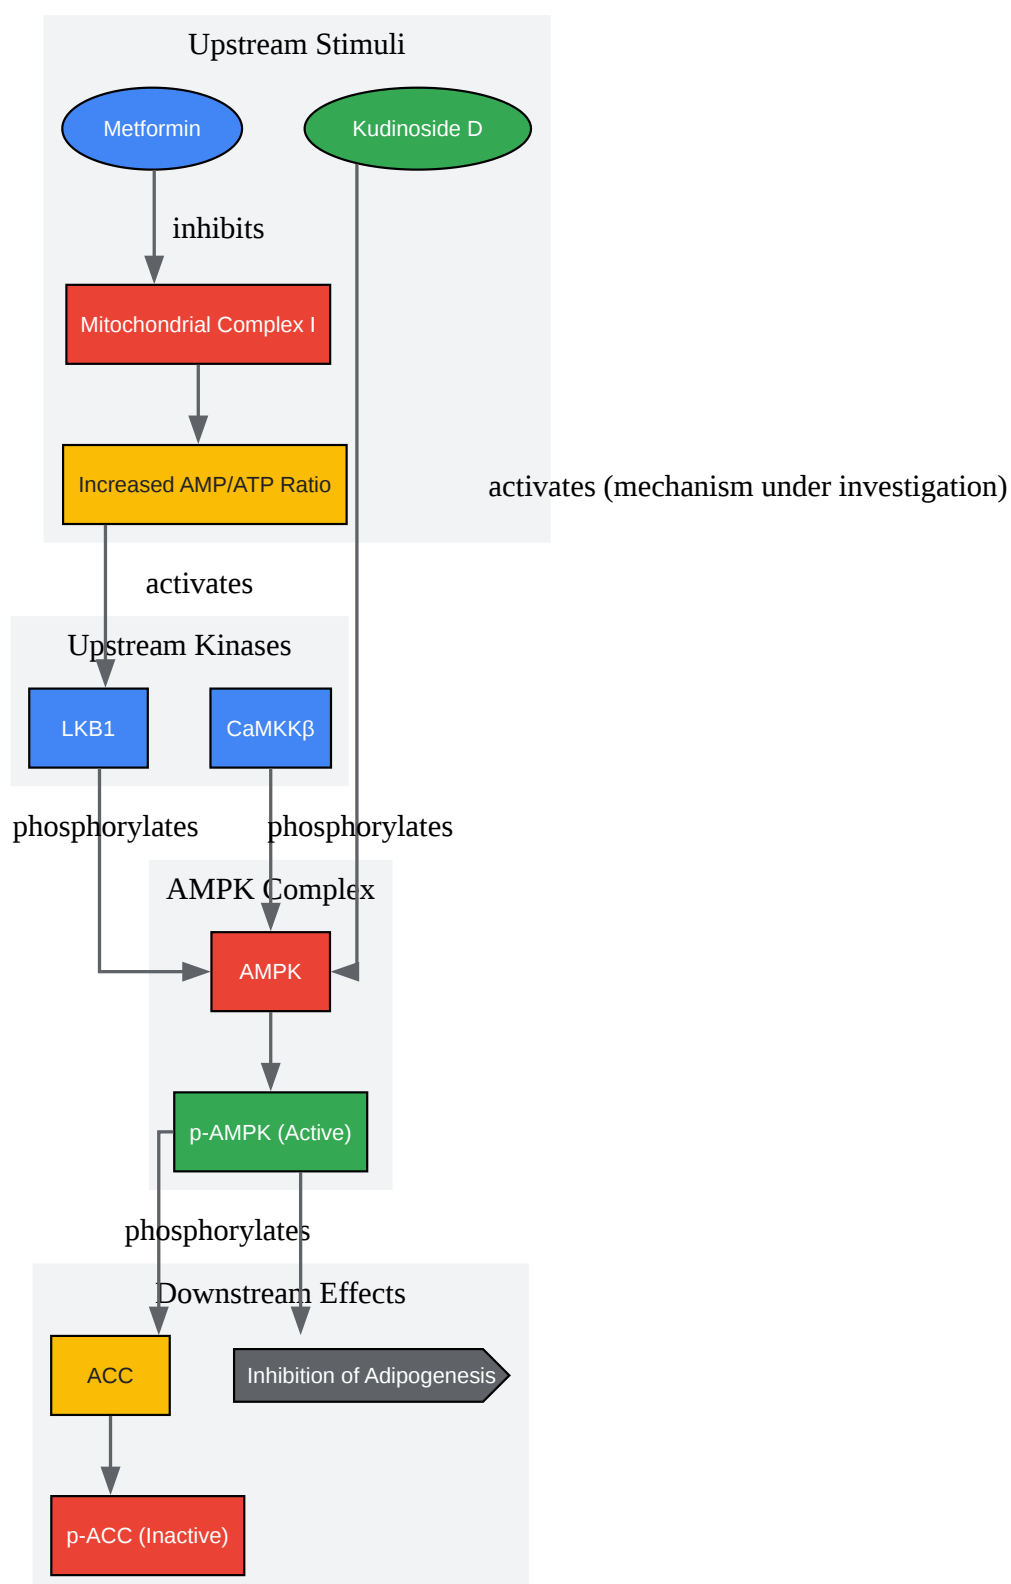 Upstream Stimuli
Metformin
Kudinoside D
inhibits
Mitochondrial Complex I
Increased AMP/ATP Ratio
activates (mechanism under investigation)
activates
Upstream Kinases
LKB1
CaMKKβ
phosphorylates
phosphorylates
AMPK Complex
AMPK
p-AMPK (Active)
phosphorylates
Downstream Effects
ACC
Inhibition of Adipogenesis
p-ACC (Inactive)